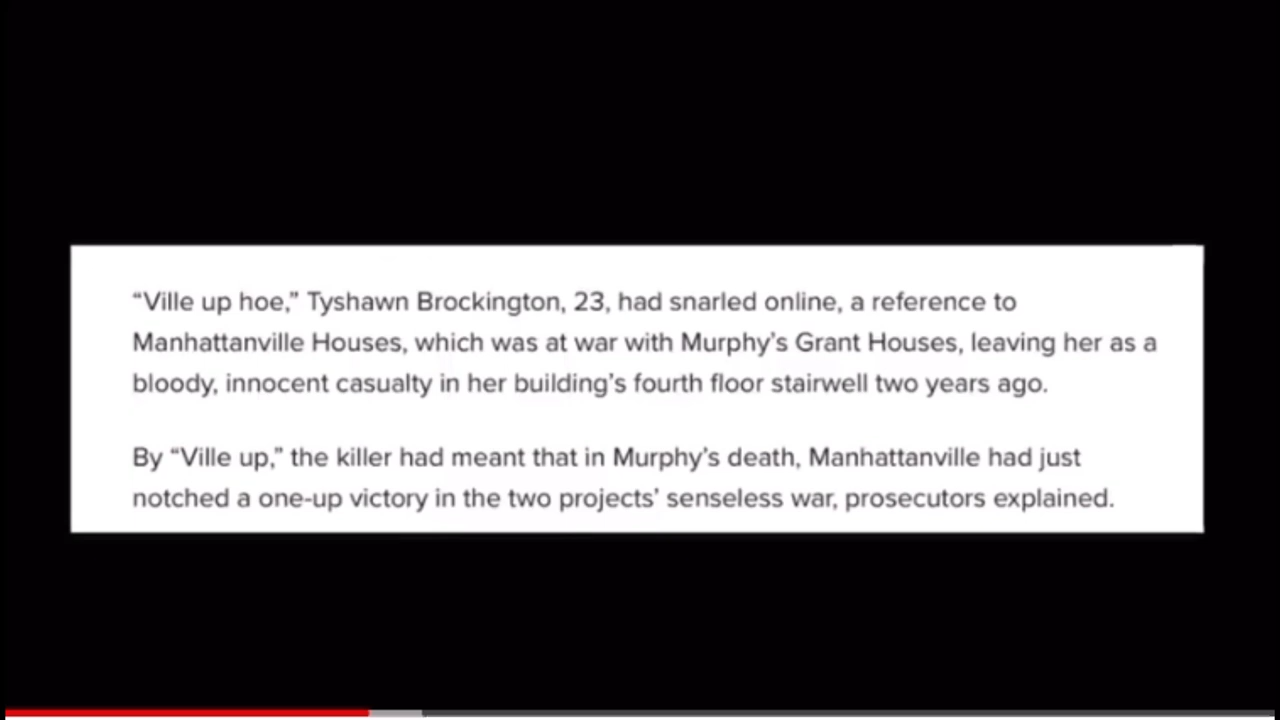 “Ville up hoe,” Tyshawn Brockington, 23, had snarled online, a reference to
Manhattanville Houses, which was at war with Murphy’s Grant Houses, leaving her as a
bloody, innocent casualty in her building’s fourth floor stairwell two years ago.
By “Ville up,” the killer had meant that in Murphy’s death, Manhattanville had just
notched a one-up victory in the two projects’ senseless war, prosecutors explained.